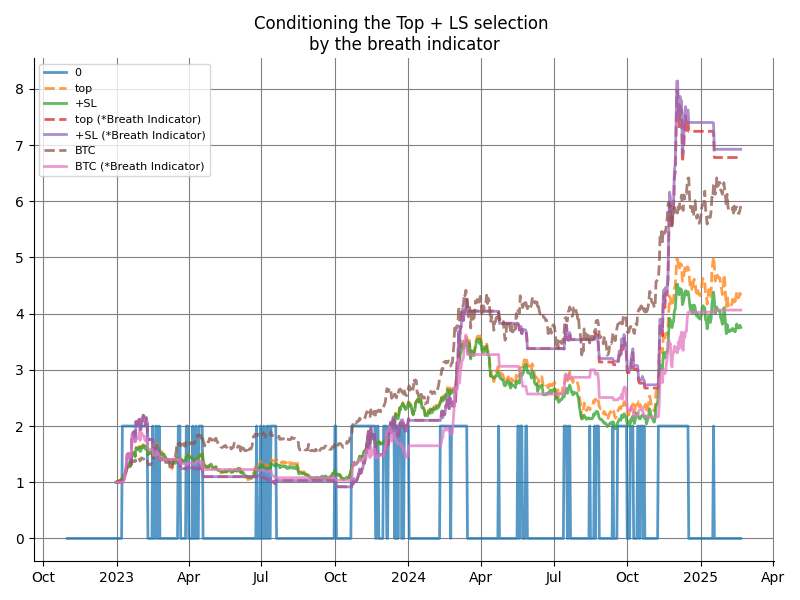 Conditioning the Top + LS selection
by the breath indicator
0
top
+SL
top (*Breath Indicator)
+SL (*Breath Indicator)
BTC
BTC (*Breath Indicator)
8
7
6
5
4
3
2
1
0
Oct 2023 Apr Jul Oct 2024 Apr Jul Oct 2025 Apr